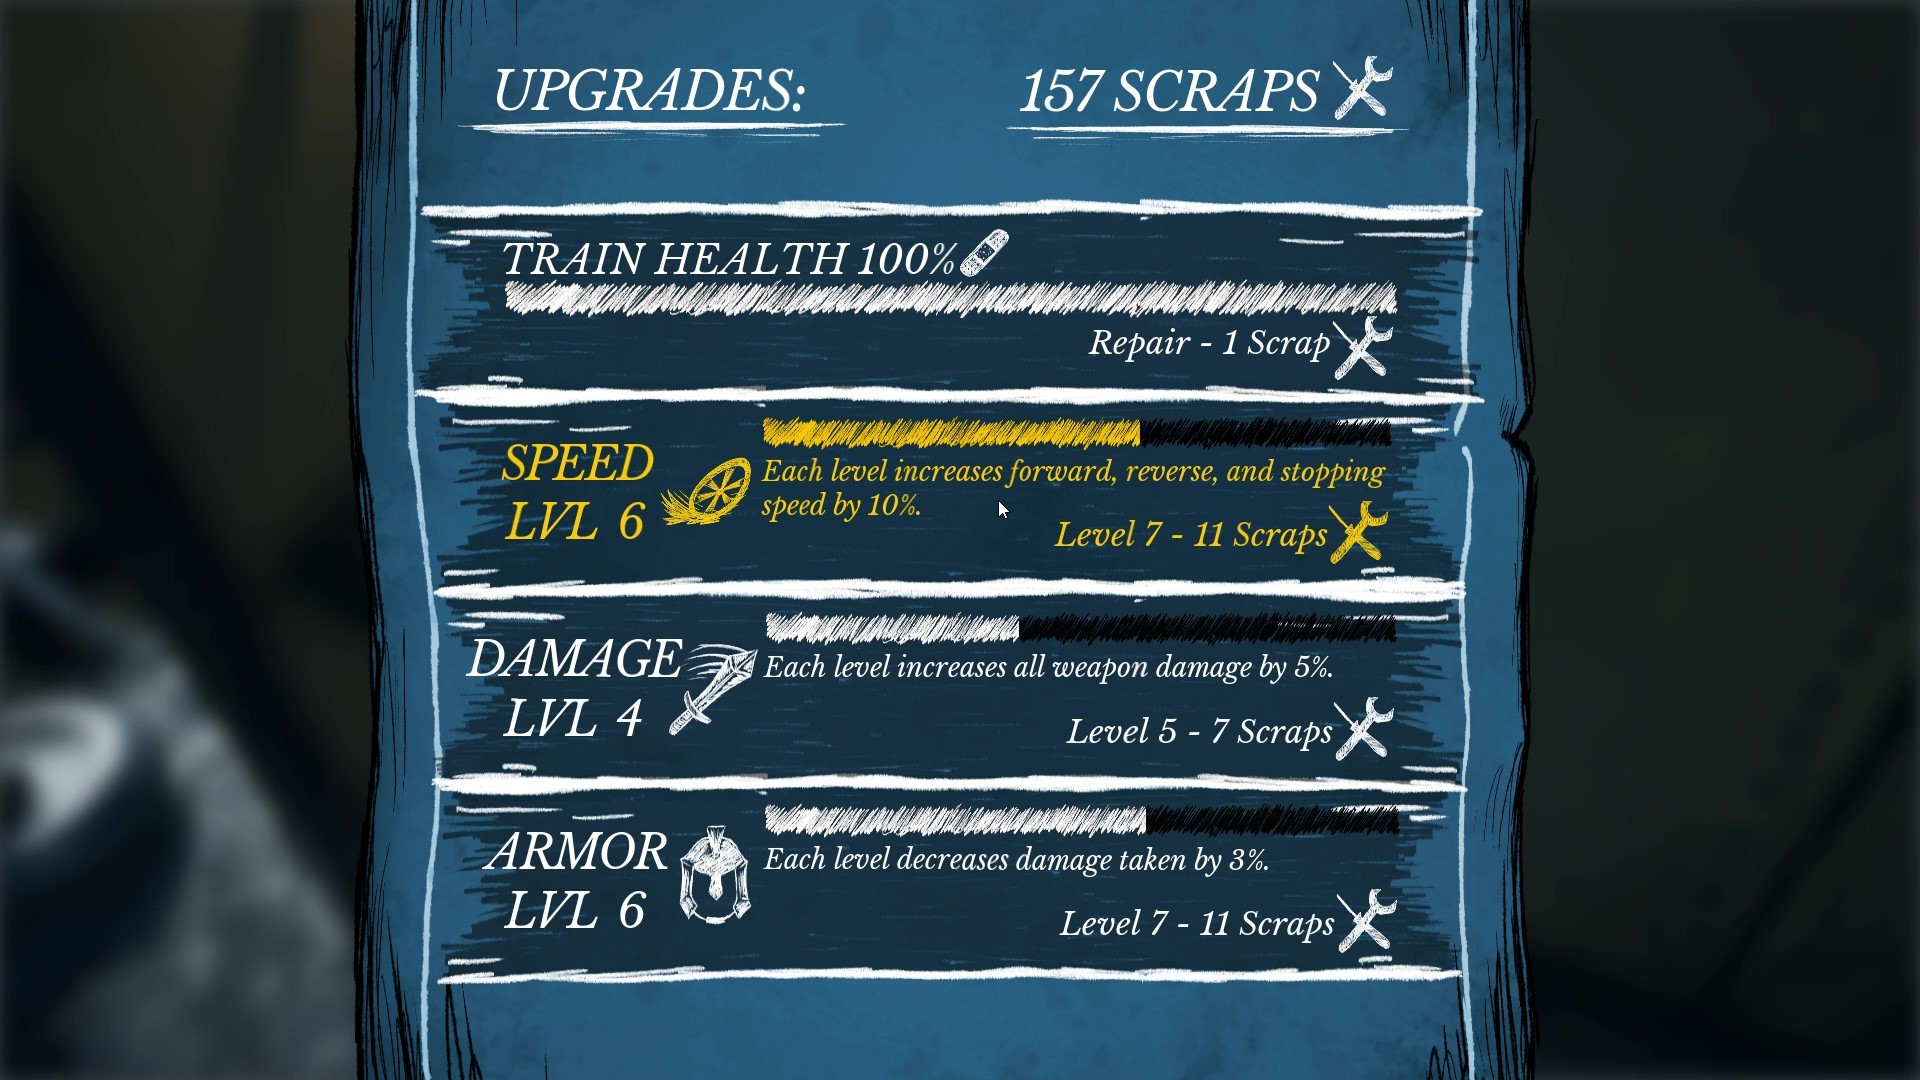 UPGRADES:
157 SCRAPS
TRAIN HEALTH 100%
Repair - 1 Scrap
SPEED
LVL 6
Each level increases forward, reverse, and stopping
speed by 10%.
Level 7 - 11 Scraps
DAMAGE
LVL 4
Each level increases all weapon damage by 5%.
Level 5 - 7 Scraps
ARMOR
LVL 6
Each level decreases damage taken by 3%.
Level 7 - 11 Scraps